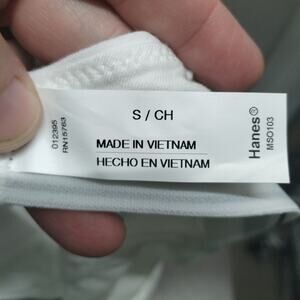 S / CH
MADE IN VIETNAM
HECHO EN VIETNAM
012395
RN15763
Hanes®
MSO103